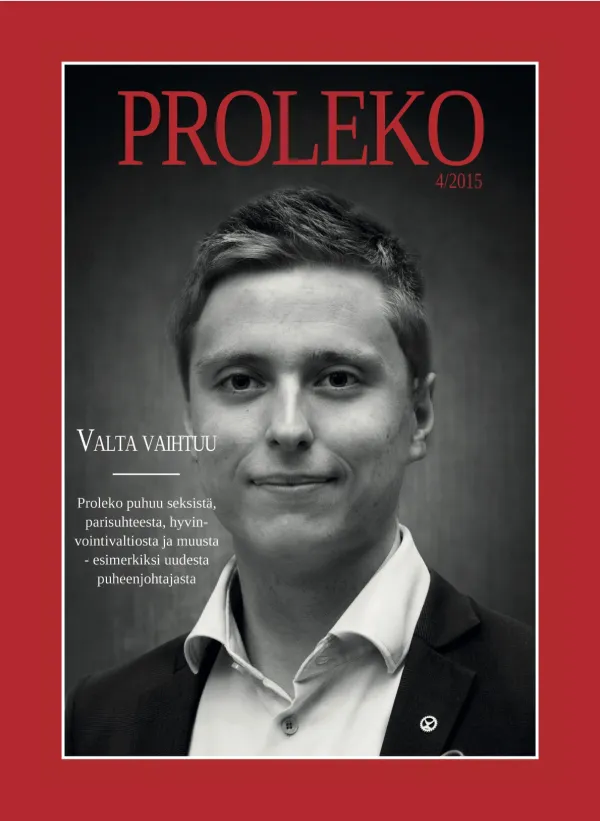 PROLEKO
4/2015
VALTA VAIHTUU
Proleko puhuu seksistä,
parisuhteesta, hyvin-
vointivaltiosta ja muusta
- esimerkiksi uudesta
puheenjohtajasta